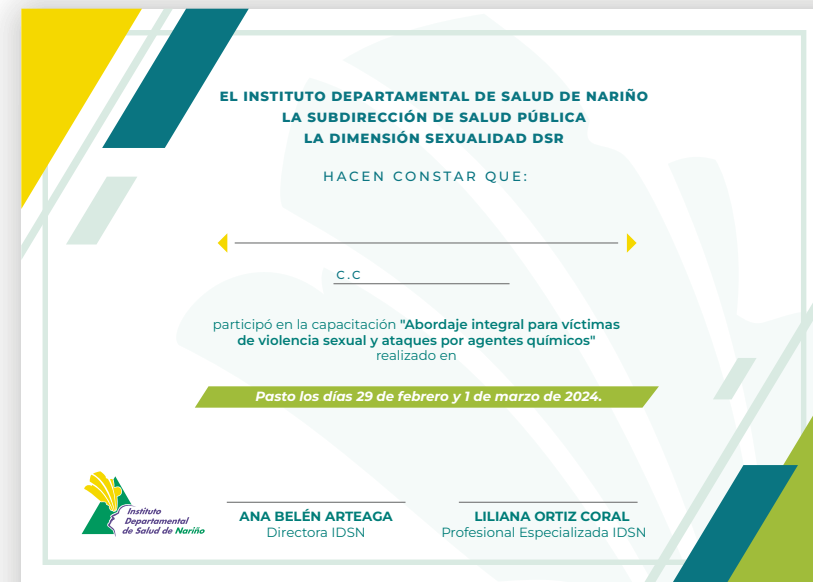 EL INSTITUTO DEPARTAMENTAL DE SALUD DE NARIÑO
LA SUBDIRECCIÓN DE SALUD PÚBLICA
LA DIMENSIÓN SEXUALIDAD DSR
HACEN CONSTAR QUE:
C.C
participó en la capacitación "Abordaje integral para víctimas
de violencia sexual y ataques por agentes químicos"
realizado en
Pasto los días 29 de febrero y 1 de marzo de 2024.
Instituto
Departamental
de Salud de Nariño
ANA BELÉN ARTEAGA
Directora IDSN
LILIANA ORTIZ CORAL
Profesional Especializada IDSN